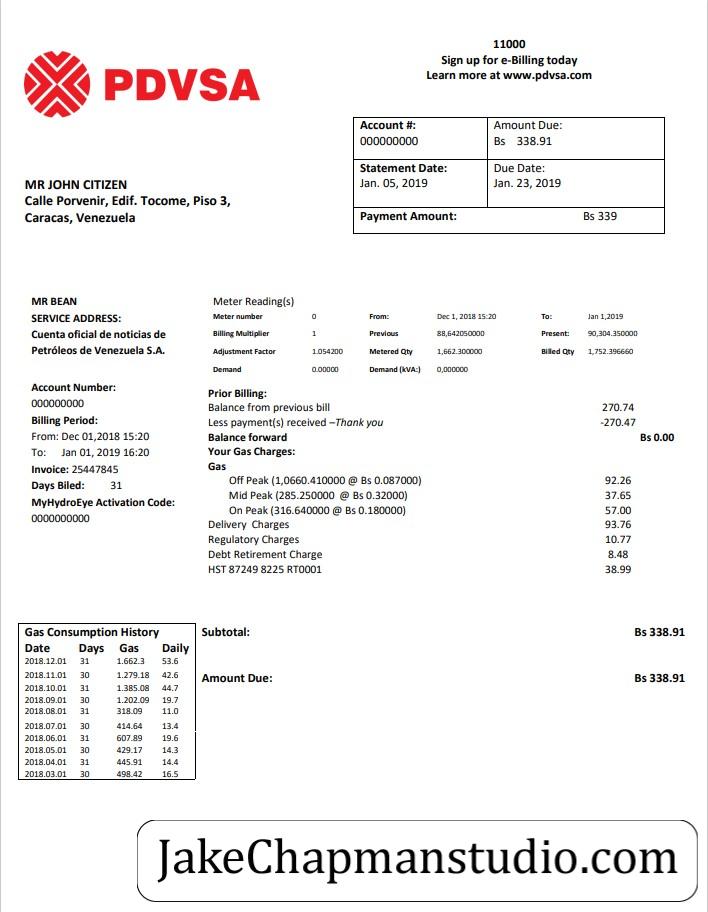 11000
Sign up for e-Billing today
Learn more at www.pdvsa.com
PDVSA
Account #:
000000000
Amount Due:
Bs 338.91
Statement Date:
Jan. 05, 2019
Due Date:
Jan. 23, 2019
Payment Amount: Bs 339
MR JOHN CITIZEN
Calle Porvenir, Edif. Tocome, Piso 3,
Caracas, Venezuela
MR BEAN
SERVICE ADDRESS:
Cuenta oficial de noticias de
Petróleos de Venezuela S.A.
Account Number:
000000000
Billing Period:
From: Dec 01,2018 15:20
To: Jan 01, 2019 16:20
Invoice: 25447845
Days Biled: 31
MyHydroEye Activation Code:
0000000000
Meter Reading(s)
Meter number 0 From: Dec 1, 2018 15:20 To: Jan 1,2019
Billing Multiplier 1 Previous 88,642050000 Present: 90,304.350000
Adjustment Factor 1.054200 Metered Qty 1,662.300000 Billed Qty 1,752.396660
Demand 0.00000 Demand (kVA:) 0,000000
Prior Billing:
Balance from previous bill 270.74
Less payment(s) received –Thank you -270.47
Balance forward Bs 0.00
Your Gas Charges:
Gas
Off Peak (1,0660.410000 @ Bs 0.087000) 92.26
Mid Peak (285.250000 @ Bs 0.32000) 37.65
On Peak (316.640000 @ Bs 0.180000) 57.00
Delivery Charges 93.76
Regulatory Charges 10.77
Debt Retirement Charge 8.48
HST 87249 8225 RT0001 38.99
Gas Consumption History
Date Days Gas Daily
2018.12.01 31 1.662.3 53.6
2018.11.01 30 1.279.18 42.6
2018.10.01 31 1.385.08 44.7
2018.09.01 30 1.202.09 19.7
2018.08.01 31 318.09 11.0
2018.07.01 30 414.64 13.4
2018.06.01 31 607.89 19.6
2018.05.01 30 429.17 14.3
2018.04.01 31 445.91 14.4
2018.03.01 30 498.42 16.5
Subtotal: Bs 338.91
Amount Due: Bs 338.91
JakeChapmanstudio.com